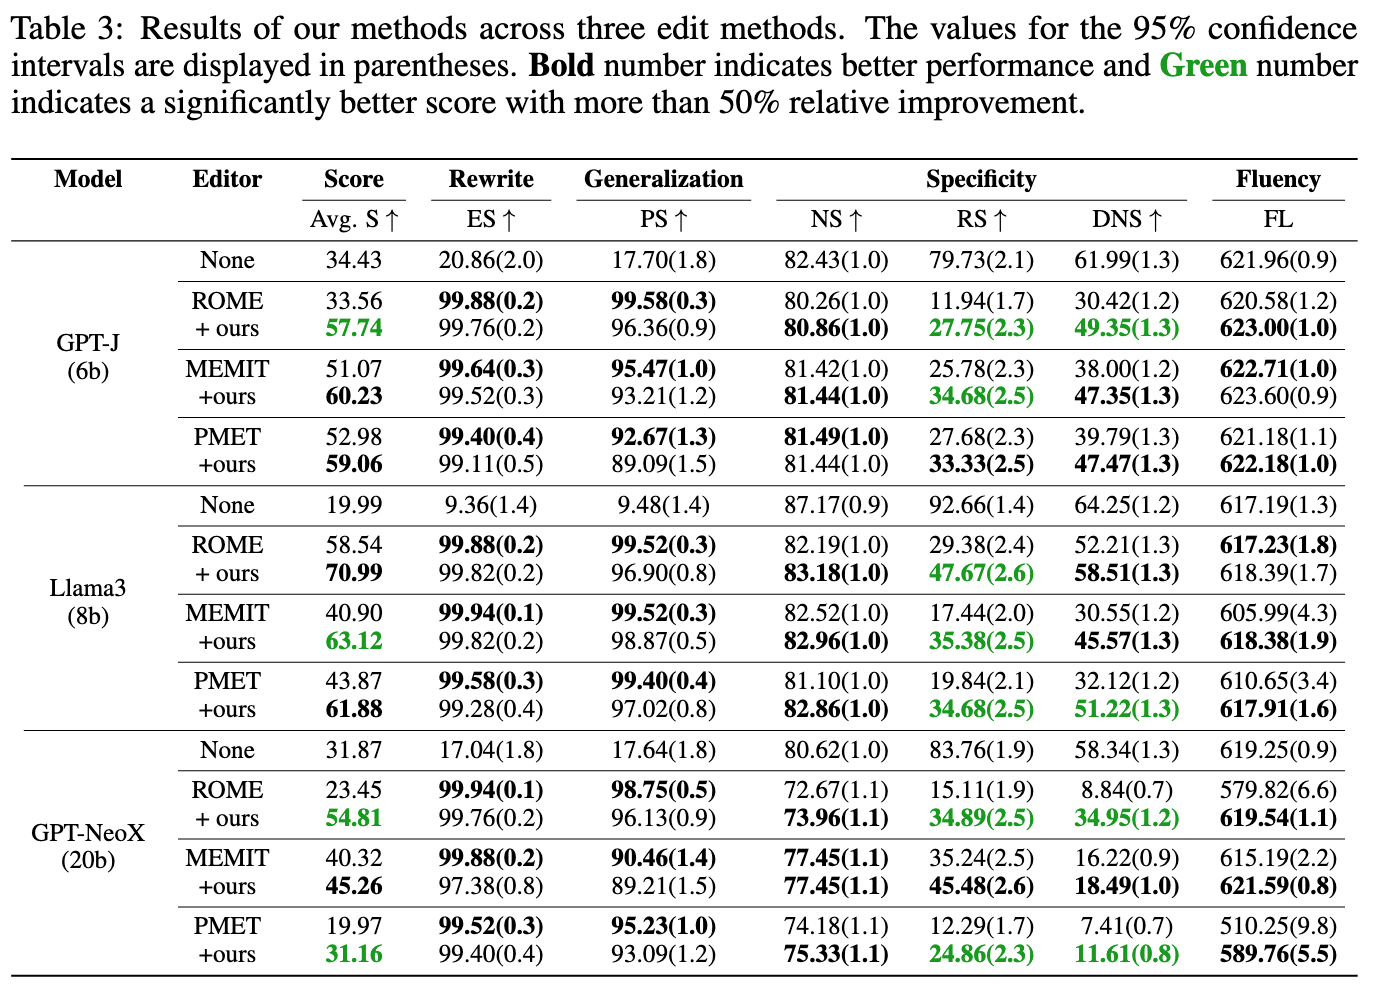 Table 3: Results of our methods across three edit methods. The values for the 95% confidence
intervals are displayed in parentheses. Bold number indicates better performance and Green number
indicates a significantly better score with more than 50% relative improvement.
Model Editor Score Rewrite Generalization Specificity Fluency
Avg. S ↑ ES ↑ PS ↑ NS ↑ RS ↑ DNS ↑ FL
None 34.43 20.86(2.0) 17.70(1.8) 82.43(1.0) 79.73(2.1) 61.99(1.3) 621.96(0.9)
ROME 33.56 99.88(0.2) 99.58(0.3) 80.26(1.0) 11.94(1.7) 30.42(1.2) 620.58(1.2)
+ ours 57.74 99.76(0.2) 96.36(0.9) 80.86(1.0) 27.75(2.3) 49.35(1.3) 623.00(1.0)
GPT-J
(6b)
MEMIT 51.07 99.64(0.3) 95.47(1.0) 81.42(1.0) 25.78(2.3) 38.00(1.2) 622.71(1.0)
+ours 60.23 99.52(0.3) 93.21(1.2) 81.44(1.0) 34.68(2.5) 47.35(1.3) 623.60(0.9)
PMET 52.98 99.40(0.4) 92.67(1.3) 81.49(1.0) 27.68(2.3) 39.79(1.3) 621.18(1.1)
+ours 59.06 99.11(0.5) 89.09(1.5) 81.44(1.0) 33.33(2.5) 47.47(1.3) 622.18(1.0)
None 19.99 9.36(1.4) 9.48(1.4) 87.17(0.9) 92.66(1.4) 64.25(1.2) 617.19(1.3)
ROME 58.54 99.88(0.2) 99.52(0.3) 82.19(1.0) 29.38(2.4) 52.21(1.3) 617.23(1.8)
+ ours 70.99 99.82(0.2) 96.90(0.8) 83.18(1.0) 47.67(2.6) 58.51(1.3) 618.39(1.7)
Llama3
(8b)
MEMIT 40.90 99.94(0.1) 99.52(0.3) 82.52(1.0) 17.44(2.0) 30.55(1.2) 605.99(4.3)
+ours 63.12 99.82(0.2) 98.87(0.5) 82.96(1.0) 35.38(2.5) 45.57(1.3) 618.38(1.9)
PMET 43.87 99.58(0.3) 99.40(0.4) 81.10(1.0) 19.84(2.1) 32.12(1.2) 610.65(3.4)
+ours 61.88 99.28(0.4) 97.02(0.8) 82.86(1.0) 34.68(2.5) 51.22(1.3) 617.91(1.6)
None 31.87 17.04(1.8) 17.64(1.8) 80.62(1.0) 83.76(1.9) 58.34(1.3) 619.25(0.9)
ROME 23.45 99.94(0.1) 98.75(0.5) 72.67(1.1) 15.11(1.9) 8.84(0.7) 579.82(6.6)
+ ours 54.81 99.76(0.2) 96.13(0.9) 73.96(1.1) 34.89(2.5) 34.95(1.2) 619.54(1.1)
GPT-NeoX
(20b)
MEMIT 40.32 99.88(0.2) 90.46(1.4) 77.45(1.1) 35.24(2.5) 16.22(0.9) 615.19(2.2)
+ours 45.26 97.38(0.8) 89.21(1.5) 77.45(1.1) 45.48(2.6) 18.49(1.0) 621.59(0.8)
PMET 19.97 99.52(0.3) 95.23(1.0) 74.18(1.1) 12.29(1.7) 7.41(0.7) 510.25(9.8)
+ours 31.16 99.40(0.4) 93.09(1.2) 75.33(1.1) 24.86(2.3) 11.61(0.8) 589.76(5.5)